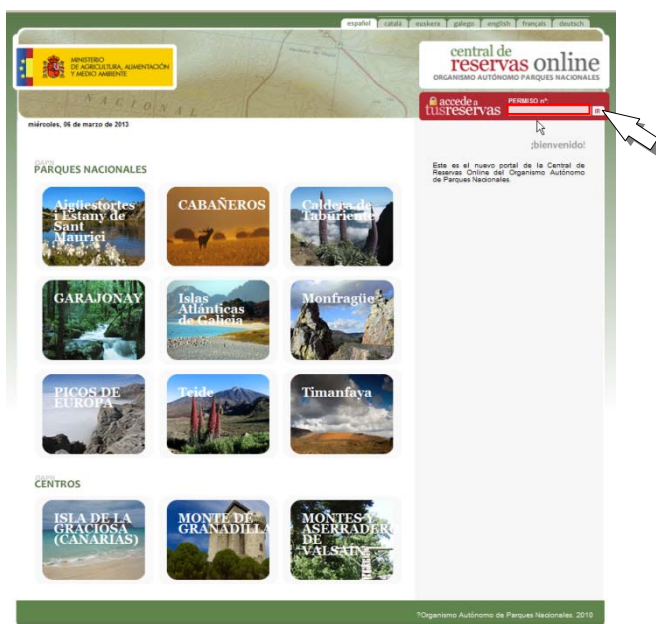 español català euskera galego english français deutsch
MINISTERIO
DE AGRICULTURA, ALIMENTACIÓN
Y MEDIO AMBIENTE
NACIONAL
central de
reservas online
ORGANISMO AUTÓNOMO PARQUES NACIONALES
accede a
tusreservas
PERMISO nº:
miércoles, 06 de marzo de 2013
¡bienvenido!
Este es el nuevo portal de la Central de
Reservas Online del Organismo Autónomo
de Parques Nacionales.
OAPN
PARQUES NACIONALES
Aigüestortes
i Estany de
Sant
Maurici
CABAÑEROS
Caldera de
Taburiente
GARAJONAY
Islas
Atlánticas
de Galicia
Monfragüe
PICOS DE
EUROPA
Teide
Timanfaya
OAPN
CENTROS
ISLA DE LA
GRACIOSA
(CANARIAS)
MONTE DE
GRANADILLA
MONTES Y
ASERRADERO
DE
VALSAIN
?Organismo Autónomo de Parques Nacionales. 2010